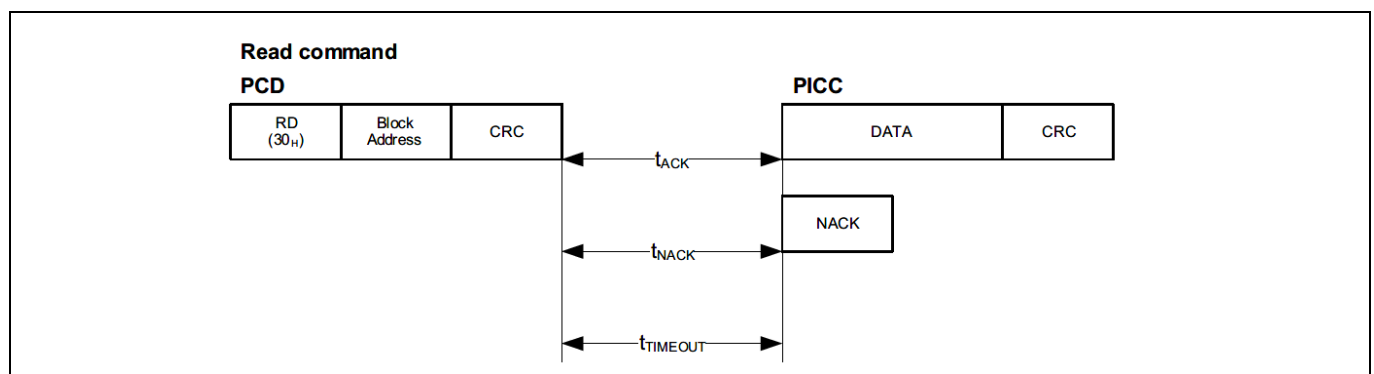 Read command
PCD
PICC
RD
(30H)
Block
Address
CRC
DATA
CRC
tACK
NACK
tNACK
tTIMEOUT